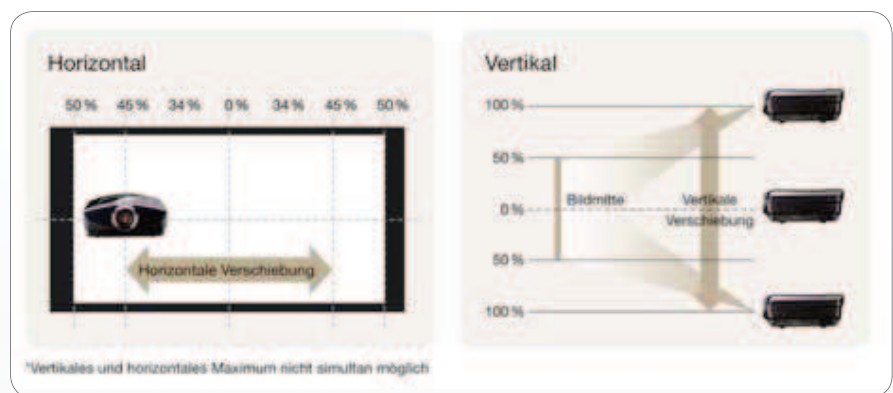 Horizontal
50 % 45 % 34 % 0 % 34 % 45 % 50 %
Horizontale Verschiebung
Vertikal
100 %
50 %
0 %
50 %
100 %
Bildmitte
Vertikale
Verschiebung
*Vertikales und horizontales Maximum nicht simultan möglich